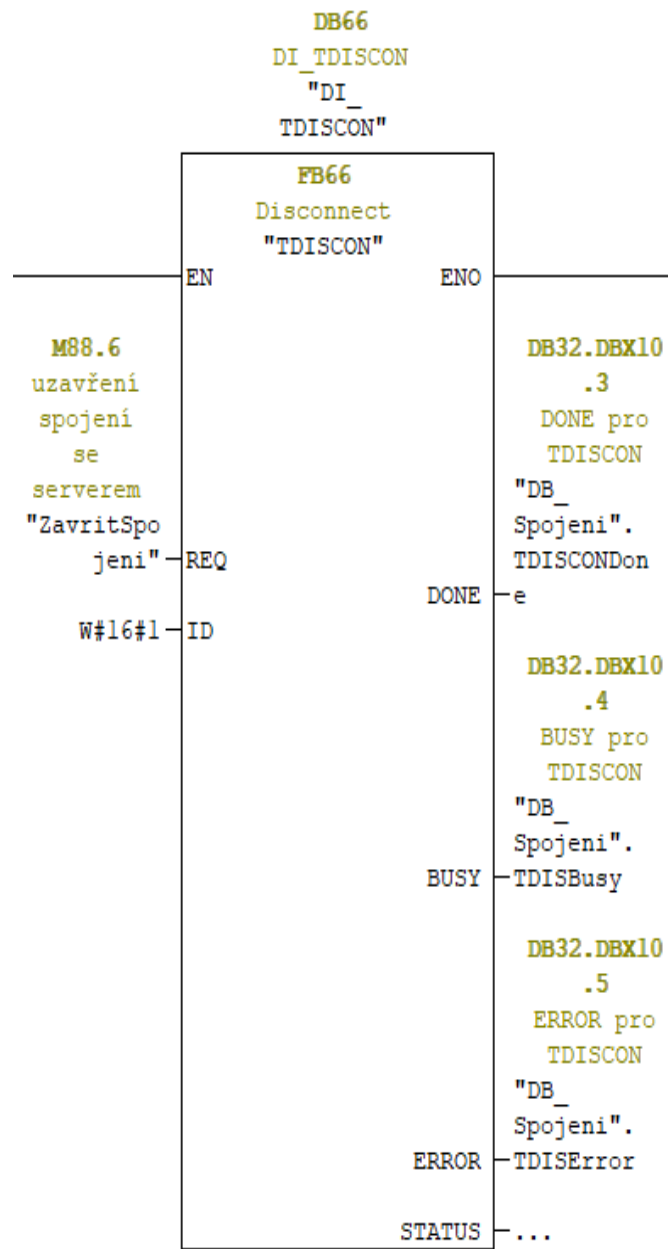 DB66
DI_TDISCON
"DI_
TDISCON"
FB66
Disconnect
"TDISCON"
EN ENO
M88.6
uzavření
spojení
se
serverem
"ZavritSpo
jeni" REQ
W#16#1 ID
DB32.DBX10
.3
DONE pro
TDISCON
"DB_
Spojeni".
TDISCONDon
DONE e
DB32.DBX10
.4
BUSY pro
TDISCON
"DB_
Spojeni".
BUSY TDISBusy
DB32.DBX10
.5
ERROR pro
TDISCON
"DB_
Spojeni".
ERROR TDISError
STATUS ...